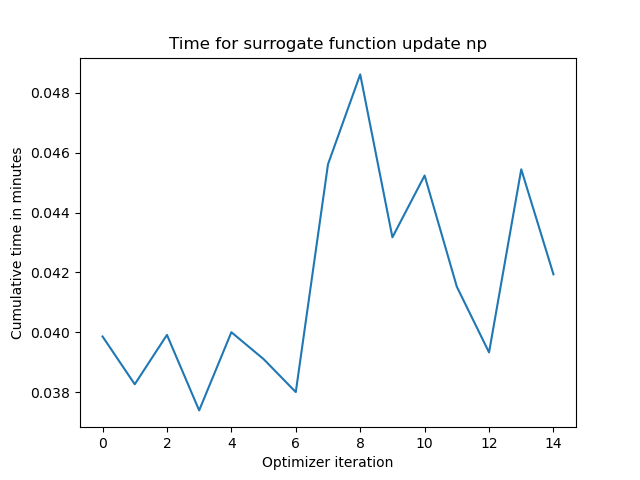 Time for surrogate function update np
Cumulative time in minutes
0.048
0.046
0.044
0.042
0.040
0.038
0 2 4 6 8 10 12 14
Optimizer iteration